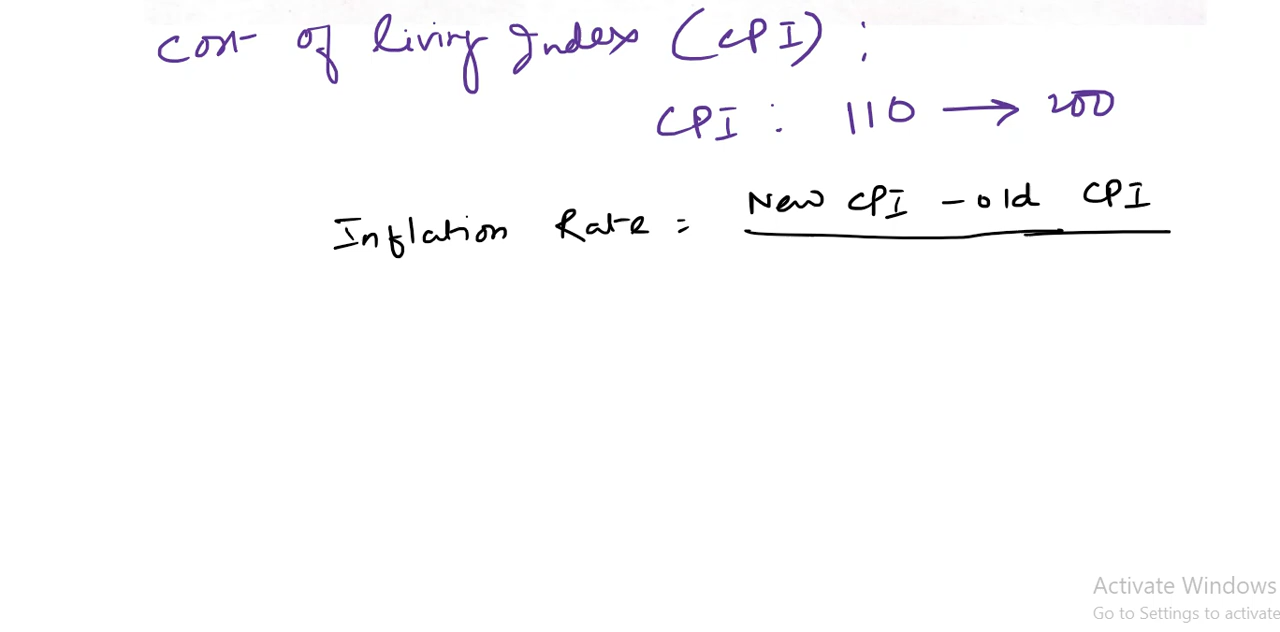 Cost of living Index (CPI) :
CPI : 110 → 200
New CPI - old CPI
Inflation Rate =
Activate Windows
Go to Settings to activate